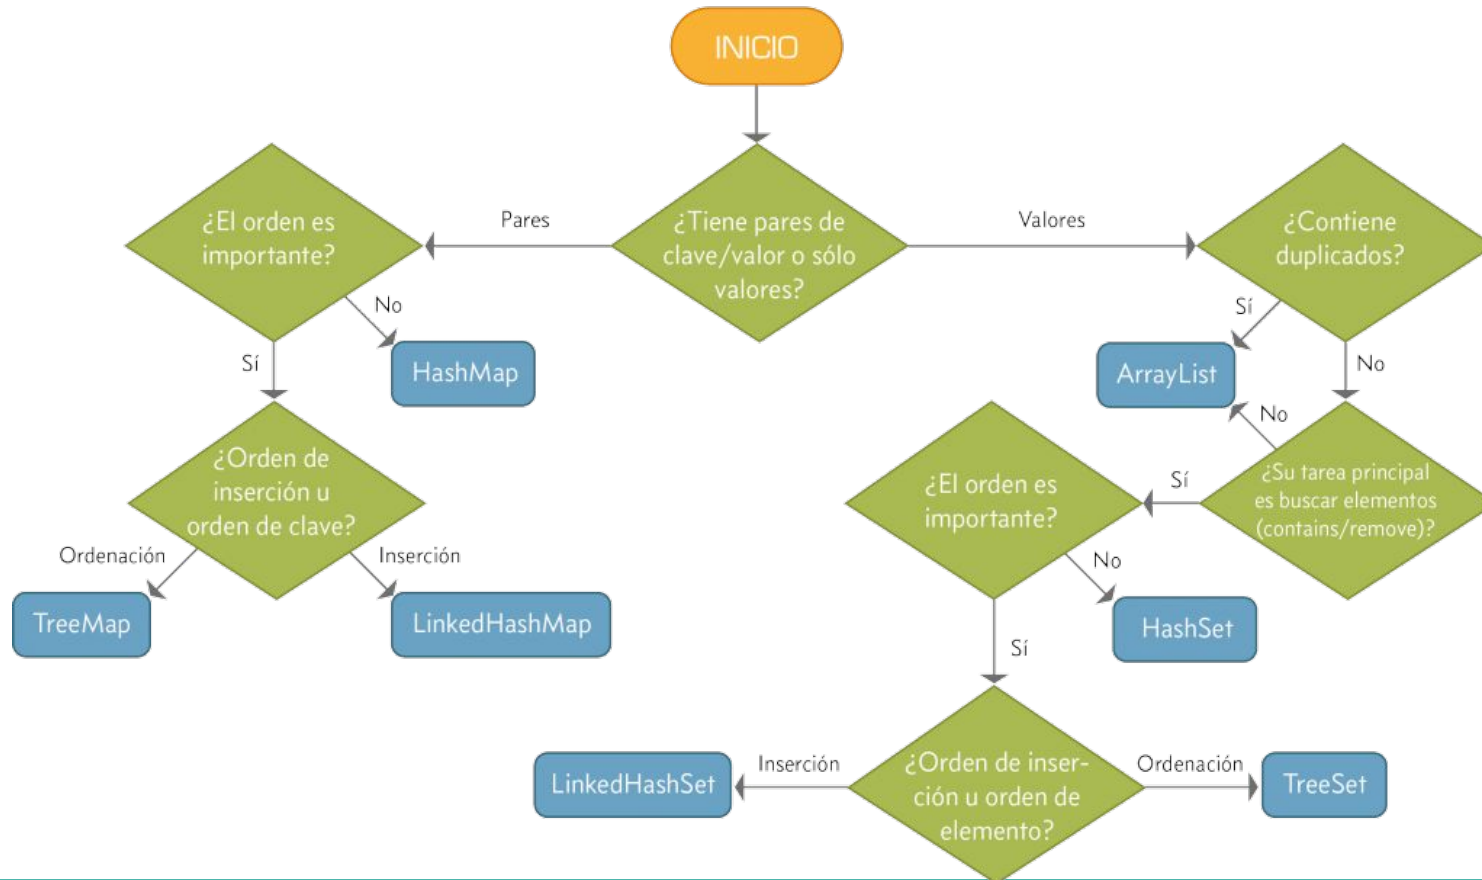 INICIO
¿El orden es
importante?
Pares
¿Tiene pares de
clave/valor o sólo
valores?
Valores
¿Contiene
duplicados?
No
Sí
HashMap
Sí
ArrayList
No
No
¿Orden de
inserción u
orden de clave?
¿El orden es
importante?
Sí
¿Su tarea principal
es buscar elementos
(contains/remove)?
Ordenación
Inserción
No
TreeMap
LinkedHashMap
HashSet
Sí
LinkedHashSet
Inserción
¿Orden de inser-
ción u orden de
elemento?
Ordenación
TreeSet